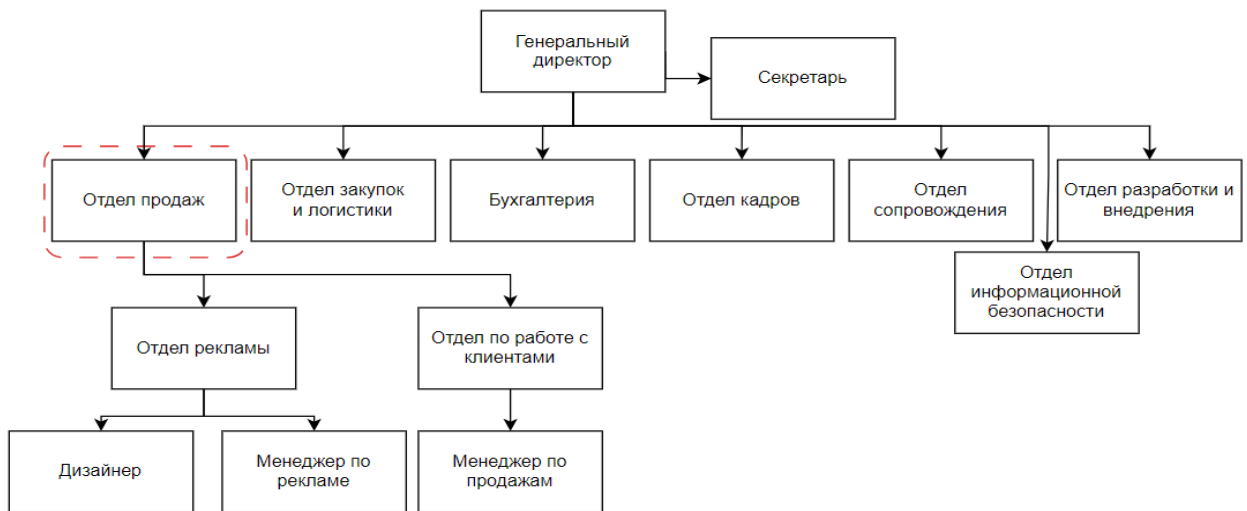 Генеральный
директор
Секретарь
Отдел продаж
Отдел закупок
и логистики
Бухгалтерия
Отдел кадров
Отдел
сопровождения
Отдел разработки и
внедрения
Отдел
информационной
безопасности
Отдел рекламы
Отдел по работе с
клиентами
Дизайнер
Менеджер по
рекламе
Менеджер по
продажам